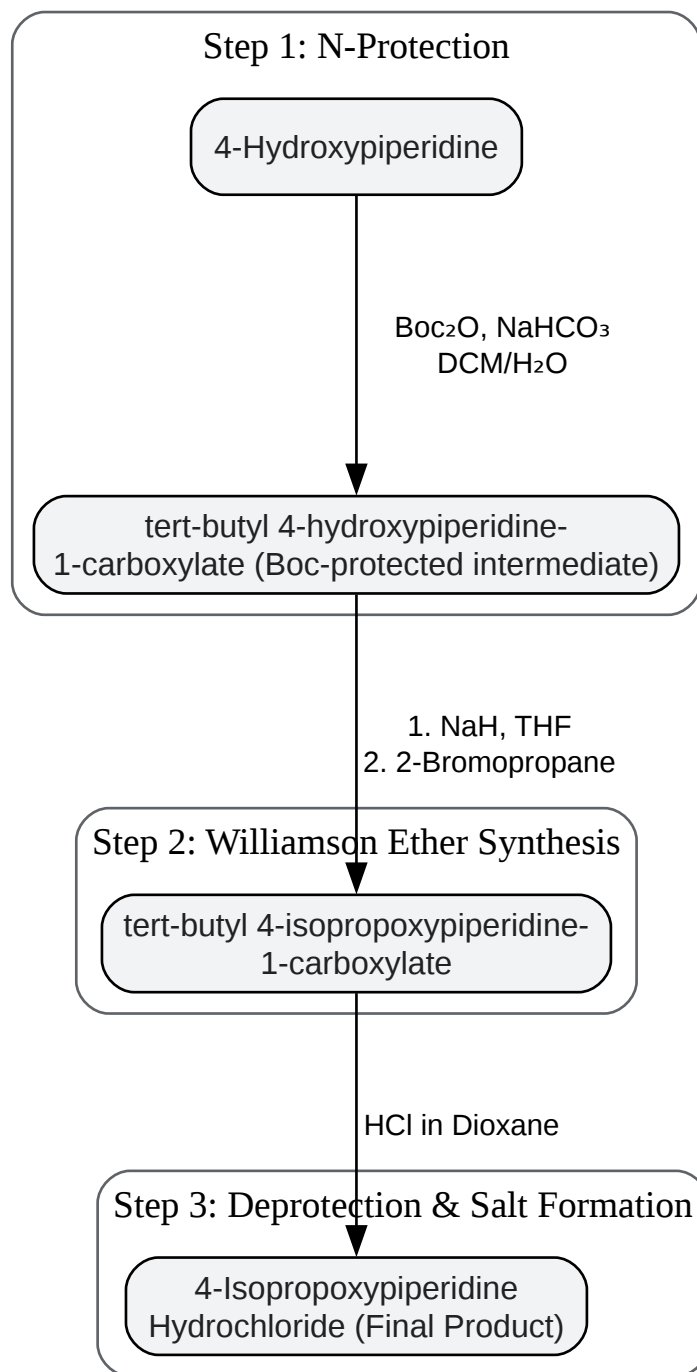 Step 1: N-Protection
4-Hydroxypiperidine
Boc₂O, NaHCO₃
DCM/H₂O
tert-butyl 4-hydroxypiperidine-
1-carboxylate (Boc-protected intermediate)
1. NaH, THF
2. 2-Bromopropane
Step 2: Williamson Ether Synthesis
tert-butyl 4-isopropoxypiperidine-
1-carboxylate
HCl in Dioxane
Step 3: Deprotection & Salt Formation
4-Isopropoxypiperidine
Hydrochloride (Final Product)